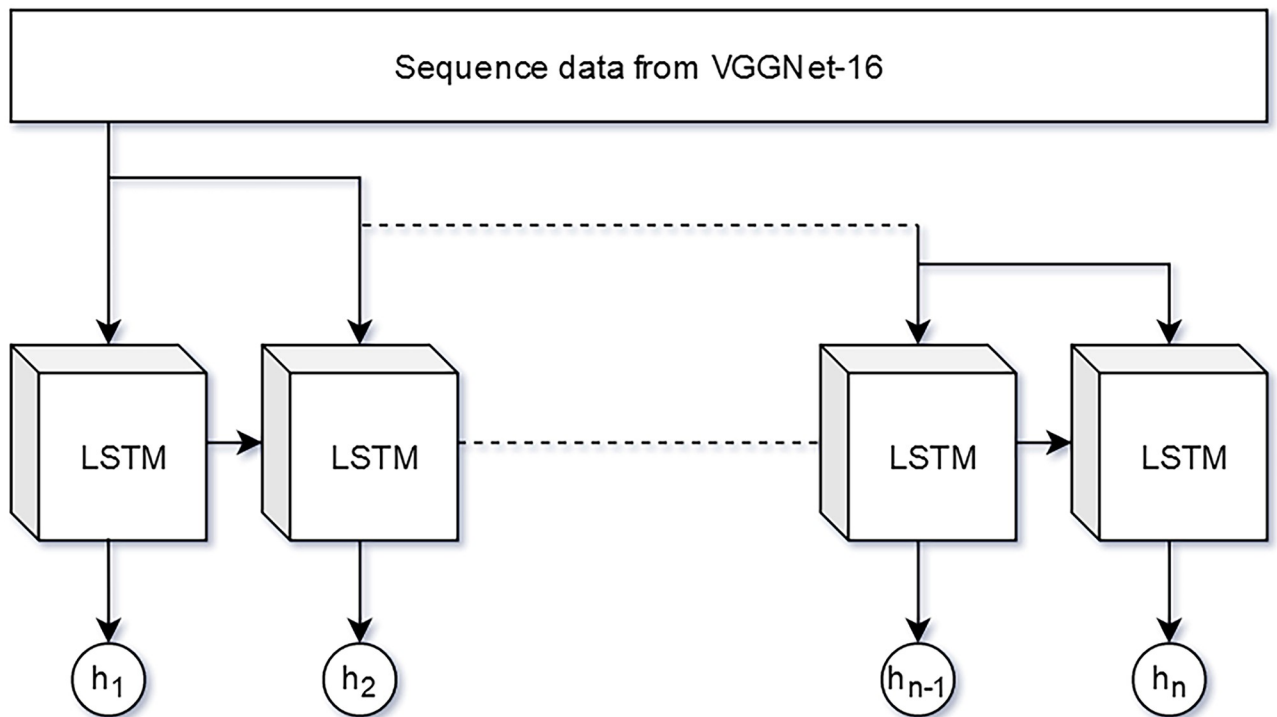 Sequence data from VGGNet-16
LSTM LSTM LSTM LSTM
h1 h2 hn-1 hn